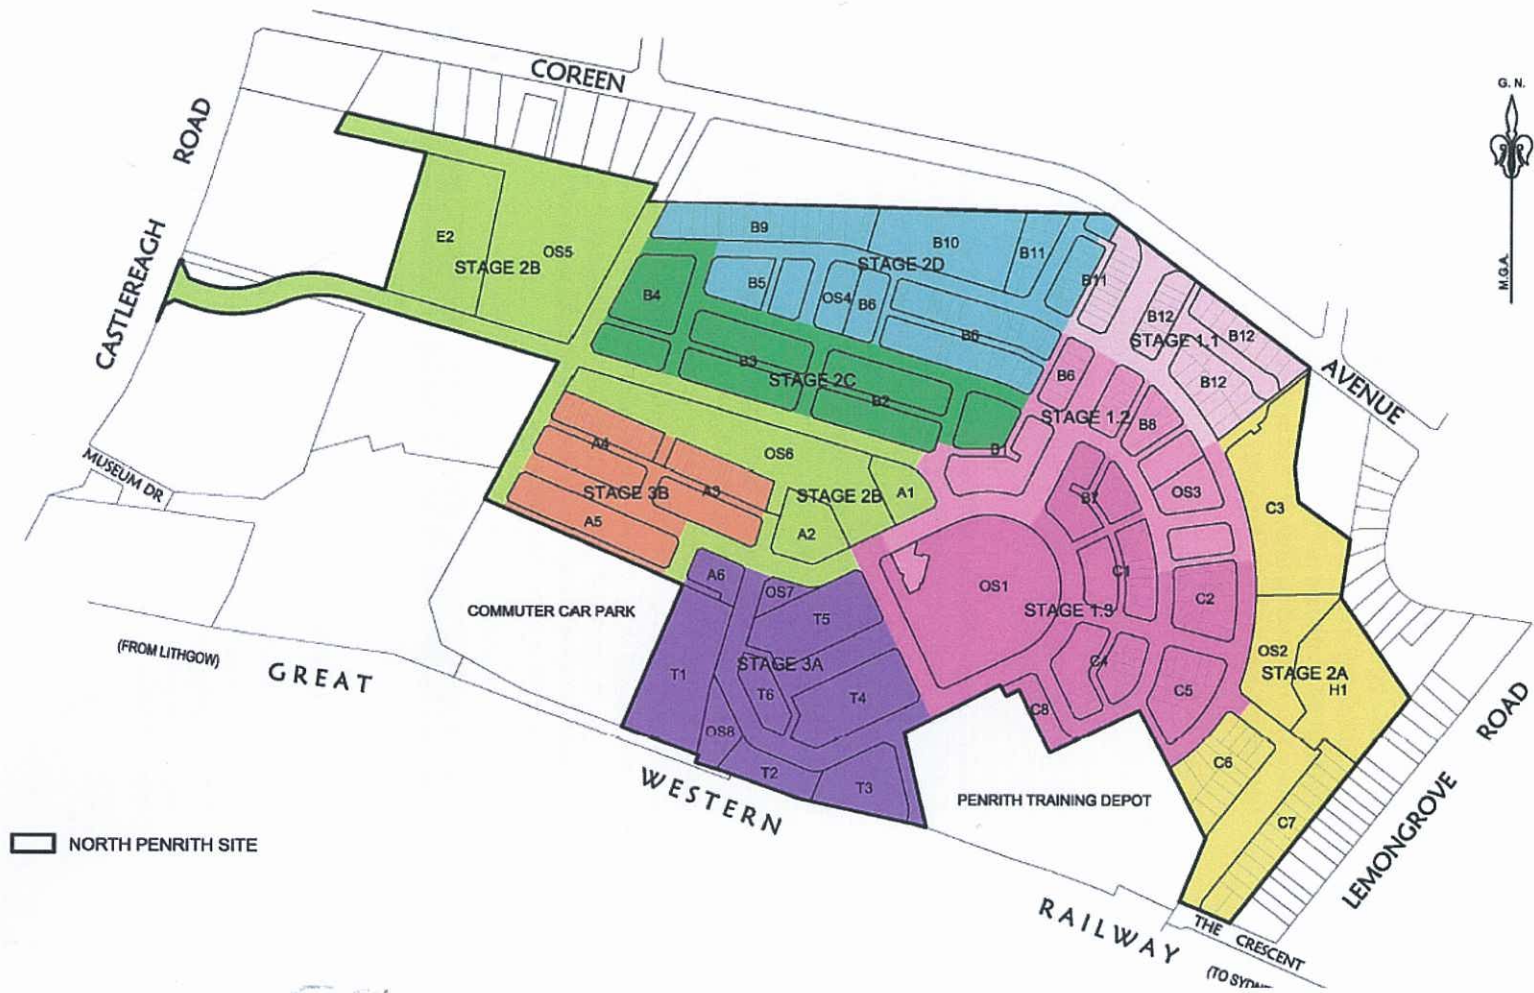 COREEN
G. N.
ROAD
M.G.A.
CASTLEREAGH
E2
OS5
STAGE 2B
B9
B10
B11
STAGE 2D
B5
OS4
B6
B6
B11
B12
B12
STAGE 1.1
B12
AVENUE
B4
B3
STAGE 2C
B2
B1
B6
STAGE 1.2
B8
OS3
B7
C3
MUSEUM DR
A4
OS6
STAGE 3B
A3
A5
STAGE 2B
A1
A2
A6
OS7
T5
OS1
C1
STAGE 1.3
C2
C4
C5
C8
COMMUTER CAR PARK
(FROM LITHGOW)
GREAT
T1
STAGE 3A
T6
T4
OS8
T2
T3
OS2
STAGE 2A
H1
ROAD
C6
C7
LEMONGROVE
WESTERN
PENRITH TRAINING DEPOT
NORTH PENRITH SITE
RAILWAY
THE CRESCENT